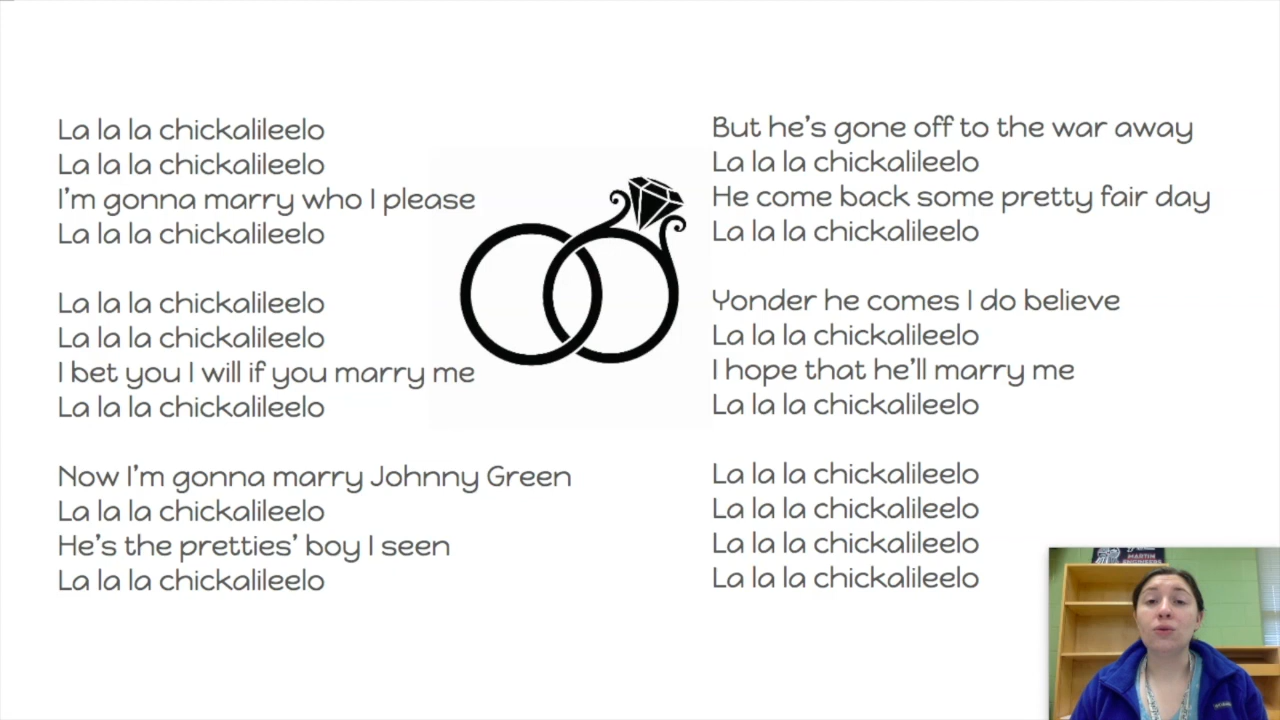 La la la chickalileelo
La la la chickalileelo
I'm gonna marry who I please
La la la chickalileelo
La la la chickalileelo
La la la chickalileelo
I bet you I will if you marry me
La la la chickalileelo
Now I'm gonna marry Johnny Green
La la la chickalileelo
He's the pretties' boy I seen
La la la chickalileelo
But he's gone off to the war away
La la la chickalileelo
He come back some pretty fair day
La la la chickalileelo
Yonder he comes I do believe
La la la chickalileelo
I hope that he'll marry me
La la la chickalileelo
La la la chickalileelo
La la la chickalileelo
La la la chickalileelo
La la la chickalileelo
MARTIN